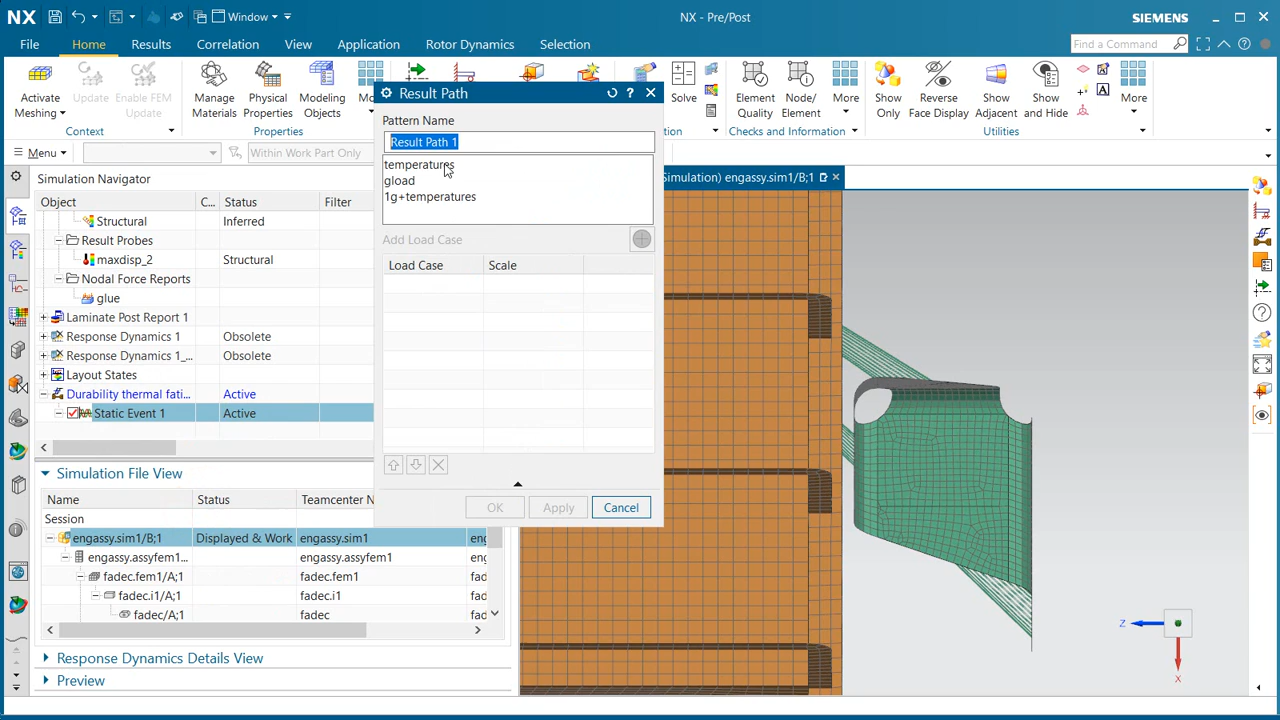 NX
Window
NX - Pre/Post
SIEMENS
File
Home
Results
Correlation
View
Application
Rotor Dynamics
Selection
Find a Command
Activate Meshing
Update
Enable FEM Update
Manage Materials
Physical Properties
Modeling Objects
Solve
Element Quality
Node/ Element
More
Show Only
Reverse Face Display
Show Adjacent
Show and Hide
More
Context
Properties
Checks and Information
Utilities
Menu
Within Work Part Only
Simulation Navigator
Simulation) engassy.sim1/B;1
Object
C...
Status
Filter
Structural
Inferred
Result Probes
maxdisp_2
Structural
Nodal Force Reports
glue
Laminate Post Report 1
Response Dynamics 1
Obsolete
Response Dynamics 1_...
Obsolete
Layout States
Durability thermal fati...
Active
Static Event 1
Active
Simulation File View
Name
Status
Teamcenter N
Session
engassy.sim1/B;1
Displayed & Work
engassy.sim1
eng
engassy.assyfem1...
engassy.assyfem1
eng
fadec.fem1/A;1
fadec.fem1
fad
fadec.i1/A;1
fadec.i1
fad
fadec/A;1
fadec
fad
Response Dynamics Details View
Preview
Result Path
Pattern Name
Result Path 1
temperatures
gload
1g+temperatures
Add Load Case
Load Case
Scale
OK
Apply
Cancel
Z
X